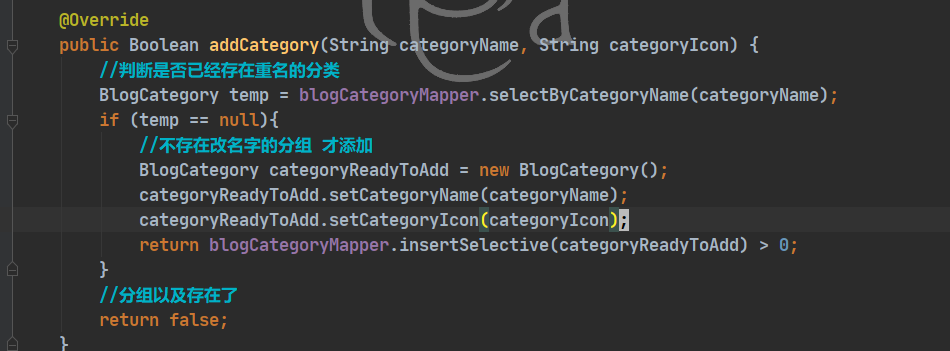 @Override
public Boolean addCategory(String categoryName, String categoryIcon) {
//判断是否已经存在重名的分类
BlogCategory temp = blogCategoryMapper.selectByCategoryName(categoryName);
if (temp == null){
//不存在改名字的分组 才添加
BlogCategory categoryReadyToAdd = new BlogCategory();
categoryReadyToAdd.setCategoryName(categoryName);
categoryReadyToAdd.setCategoryIcon(categoryIcon);
return blogCategoryMapper.insertSelective(categoryReadyToAdd) > 0;
}
//分组以及存在了
return false;
}